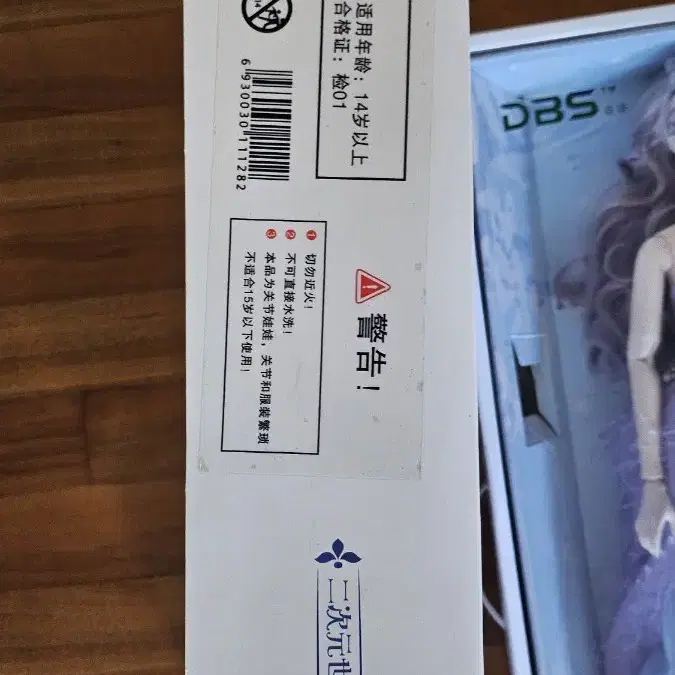 适用年龄：14岁以上
合格证：检01
6 930030 111282
警告！
1 切勿近火！
2 不可直接水洗！
3 本品为关节娃娃，关节和服装繁琐
不适合15岁以下使用！
二次元世
DBS